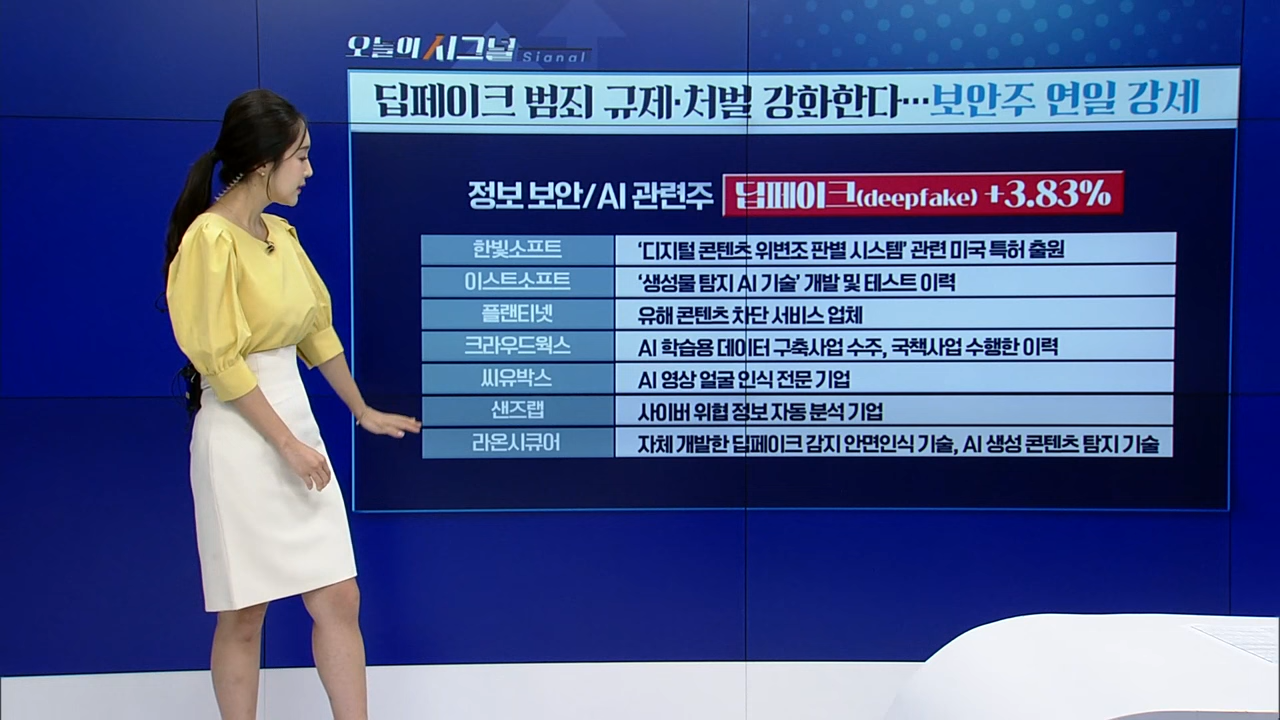 오늘의 시그널
Signal
딥페이크 범죄 규제·처벌 강화한다…보안주 연일 강세
정보 보안/AI 관련주 딥페이크(deepfake) +3.83%
한빛소프트 '디지털 콘텐츠 위변조 판별 시스템' 관련 미국 특허 출원
이스트소프트 '생성물 탐지 AI 기술' 개발 및 테스트 이력
플랜티넷 유해 콘텐츠 차단 서비스 업체
크라우드웍스 AI 학습용 데이터 구축사업 수주, 국책사업 수행한 이력
씨유박스 AI 영상 얼굴 인식 전문 기업
샌즈랩 사이버 위협 정보 자동 분석 기업
라온시큐어 자체 개발한 딥페이크 감지 안면인식 기술, AI 생성 콘텐츠 탐지 기술